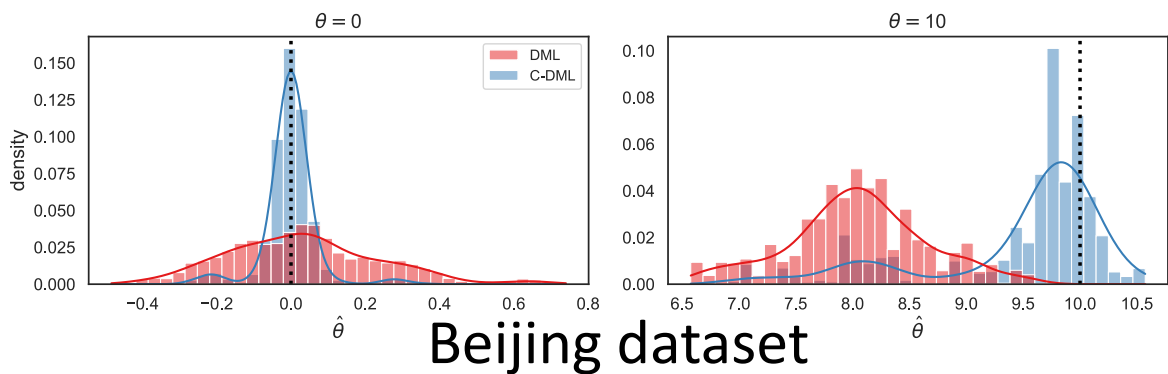 θ = 0
θ = 10
density
0.150
0.125
0.100
0.075
0.050
0.025
0.000
DML
C-DML
0.10
0.08
0.06
0.04
0.02
0.00
−0.4 −0.2 0.0 0.2 0.4 0.6 0.8
6.5 7.0 7.5 8.0 8.5 9.0 9.5 10.0 10.5
θ̂
θ̂
Beijing dataset